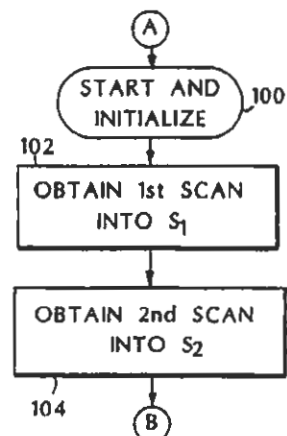 A
START AND
INITIALIZE
100
102
OBTAIN 1st SCAN
INTO S₁
OBTAIN 2nd SCAN
INTO S₂
104
B